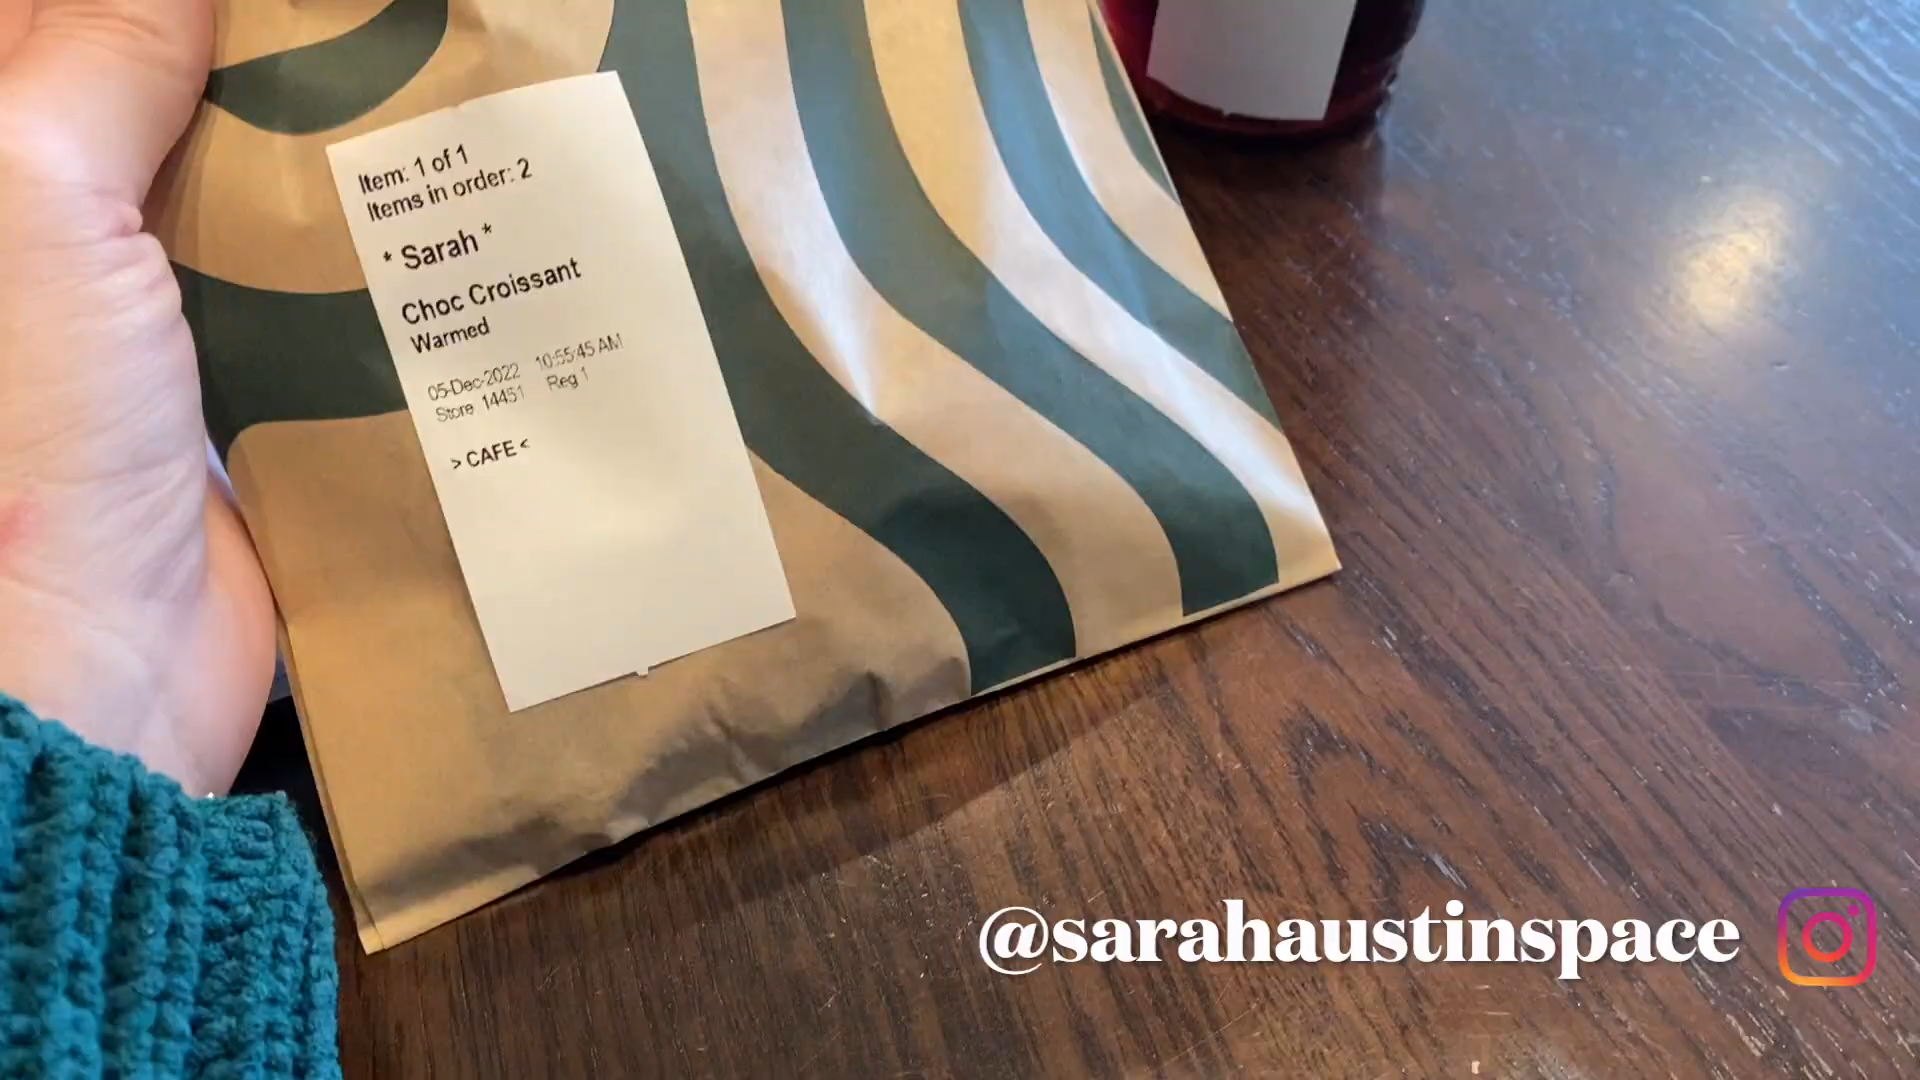 Item: 1 of 1
Items in order: 2
* Sarah *
Choc Croissant
Warmed
05-Dec-2022 10:55:45 AM
Store 14451 Reg 1
> CAFE <
@sarahaustinspace